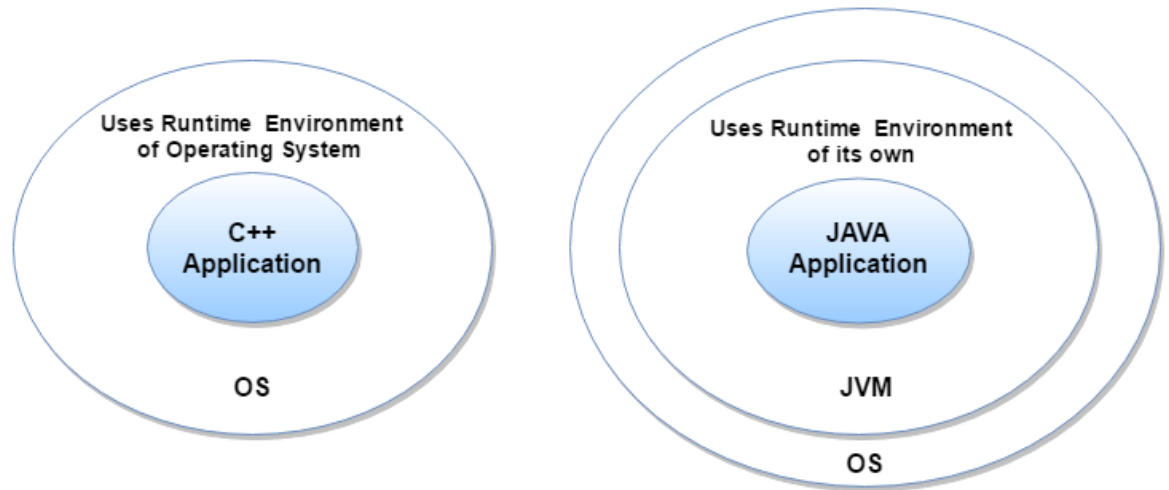 Uses Runtime Environment
of Operating System
C++
Application
OS
Uses Runtime Environment
of its own
JAVA
Application
JVM
OS